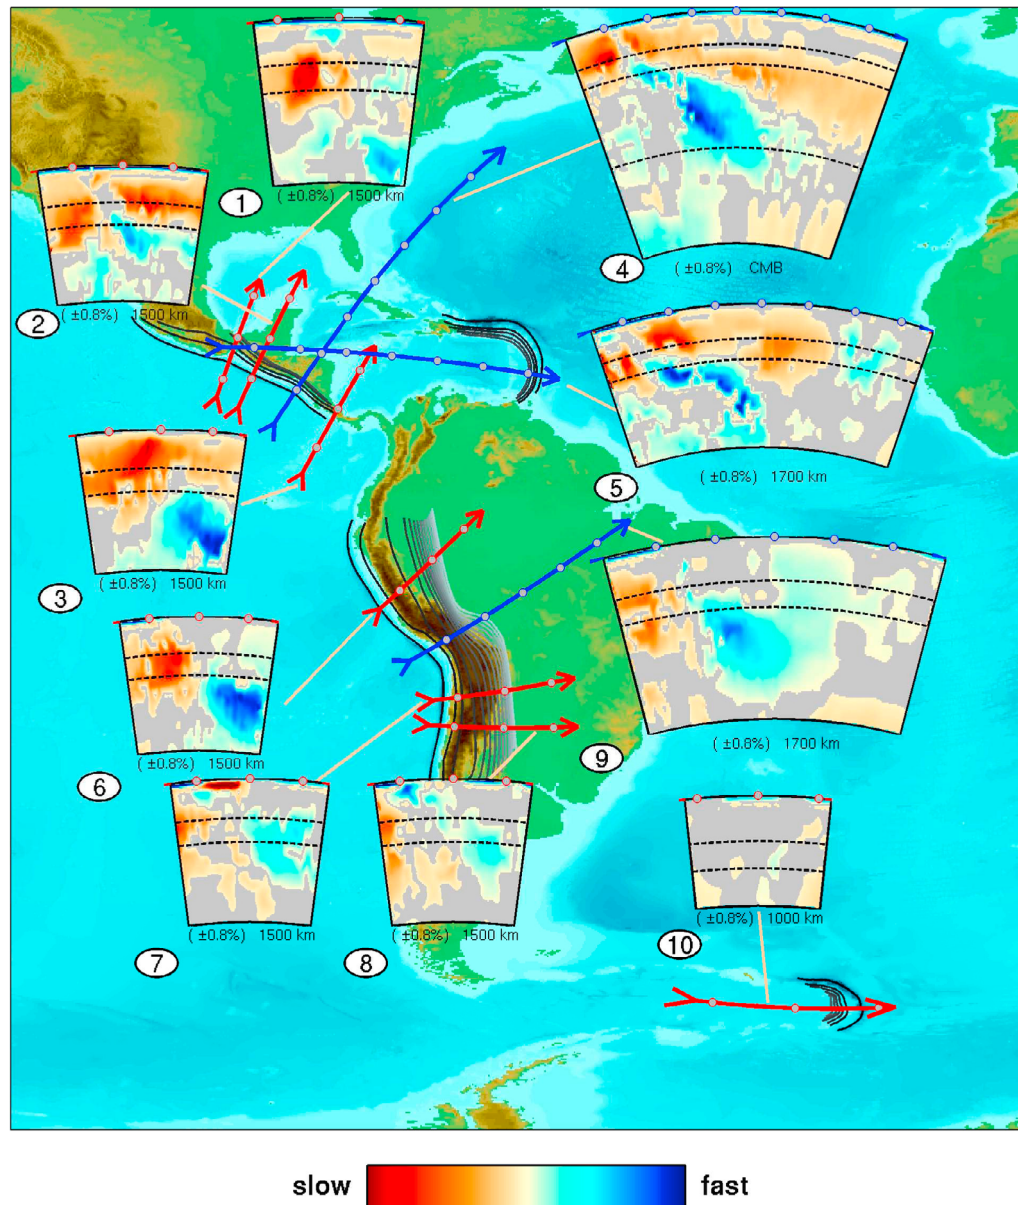 1
( ±0.8%) 1500 km
2
( ±0.8%) 1500 km
4
( ±0.8%) CMB
5
( ±0.8%) 1700 km
3
( ±0.8%) 1500 km
6
( ±0.8%) 1500 km
9
( ±0.8%) 1700 km
7
( ±0.8%) 1500 km
8
( ±0.8%) 1500 km
10
( ±0.8%) 1000 km
slow fast